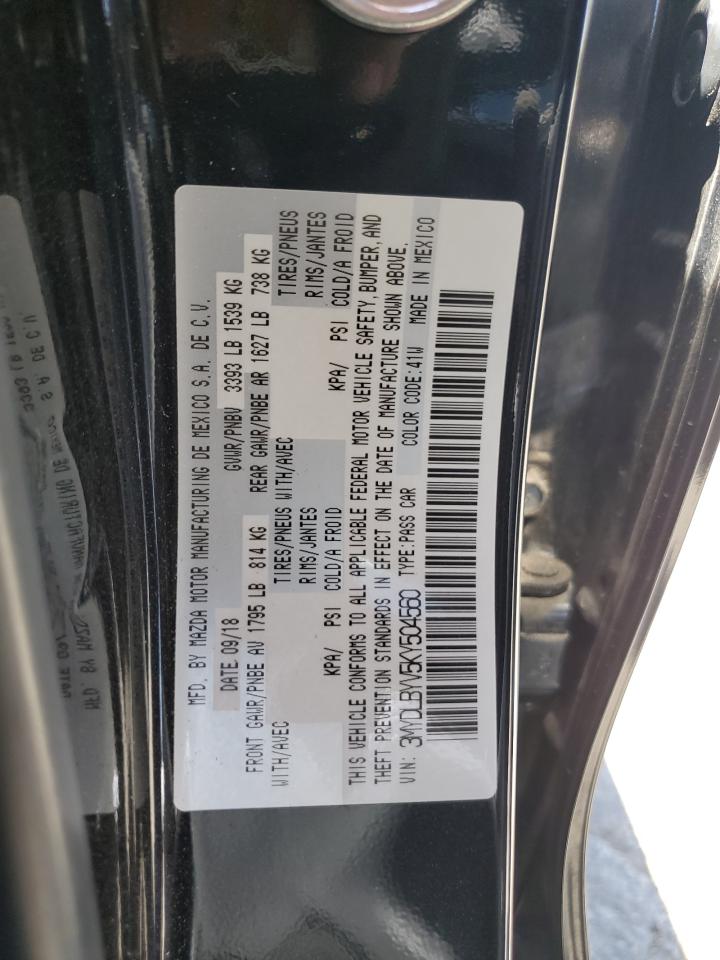 MFD. BY MAZDA MOTOR MANUFACTURING DE MEXICO S.A. DE C.V.
DATE 09/18 GVWR/PNBV 3393 LB 1539 KG
FRONT GAWR/PNBE AV 1795 LB 814 KG REAR GAWR/PNBE AR 1627 LB 738 KG
WITH/AVEC TIRES/PNEUS WITH/AVEC TIRES/PNEUS
RIMS/JANTES RIMS/JANTES
KPA/ PSI COLD/A FROID KPA/ PSI COLD/A FROID
THIS VEHICLE CONFORMS TO ALL APPLICABLE FEDERAL MOTOR VEHICLE SAFETY, BUMPER, AND
THEFT PREVENTION STANDARDS IN EFFECT ON THE DATE OF MANUFACTURE SHOWN ABOVE.
VIN: 3MYDLBYV5KY504560 TYPE:PASS CAR COLOR CODE:41W MADE IN MEXICO